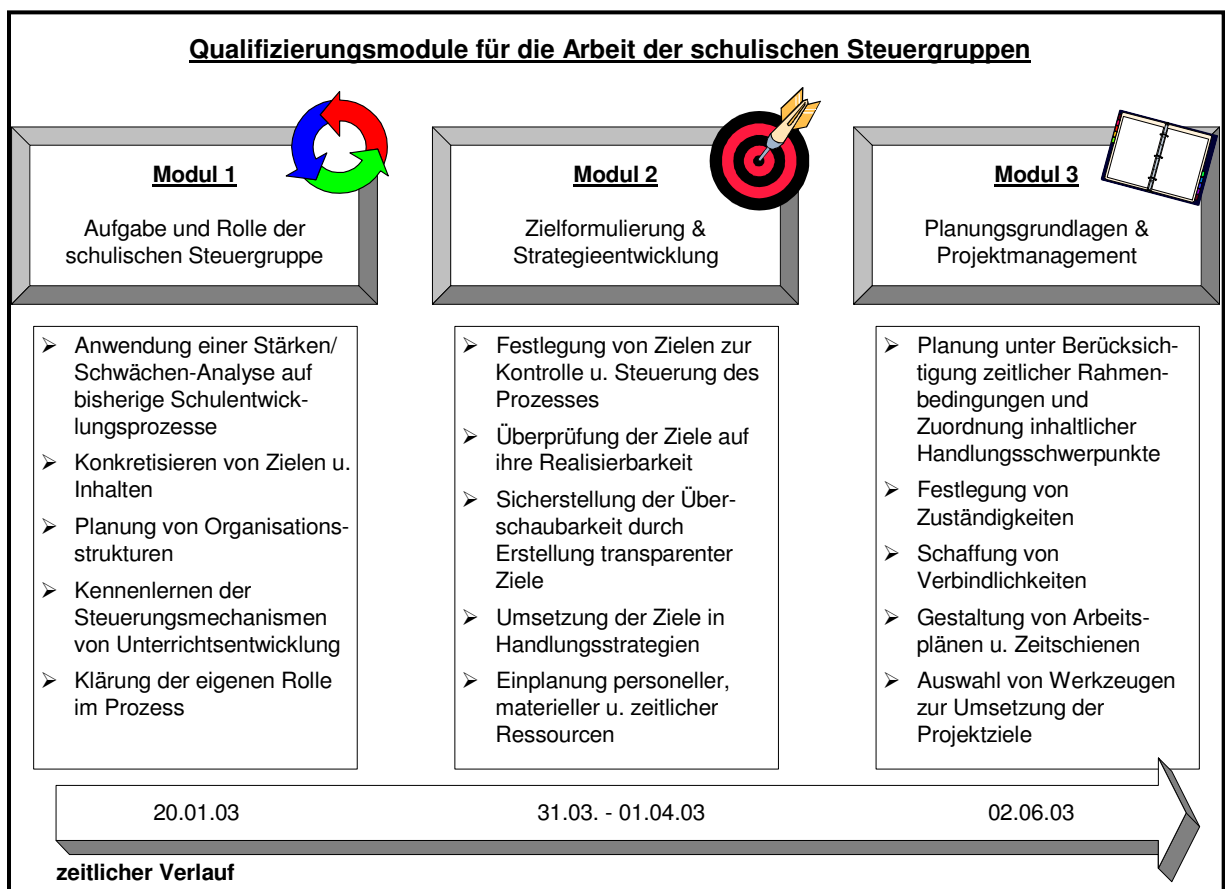 Qualifizierungsmodule für die Arbeit der schulischen Steuergruppen
Modul 1
Aufgabe und Rolle der
schulischen Steuergruppe
Modul 2
Zielformulierung &
Strategieentwicklung
Modul 3
Planungsgrundlagen &
Projektmanagement
➢ Anwendung einer Stärken/
Schwächen-Analyse auf
bisherige Schulentwick-
lungsprozesse
➢ Konkretisieren von Zielen u.
Inhalten
➢ Planung von Organisations-
strukturen
➢ Kennenlernen der
Steuerungsmechanismen
von Unterrichtsentwicklung
➢ Klärung der eigenen Rolle
im Prozess
➢ Festlegung von Zielen zur
Kontrolle u. Steuerung des
Prozesses
➢ Überprüfung der Ziele auf
ihre Realisierbarkeit
➢ Sicherstellung der Über-
schaubarkeit durch
Erstellung transparenter
Ziele
➢ Umsetzung der Ziele in
Handlungsstrategien
➢ Einplanung personeller,
materieller u. zeitlicher
Ressourcen
➢ Planung unter Berücksich-
tigung zeitlicher Rahmen-
bedingungen und
Zuordnung inhaltlicher
Handlungsschwerpunkte
➢ Festlegung von
Zuständigkeiten
➢ Schaffung von
Verbindlichkeiten
➢ Gestaltung von Arbeits-
plänen u. Zeitschienen
➢ Auswahl von Werkzeugen
zur Umsetzung der
Projektziele
20.01.03
31.03. - 01.04.03
02.06.03
zeitlicher Verlauf